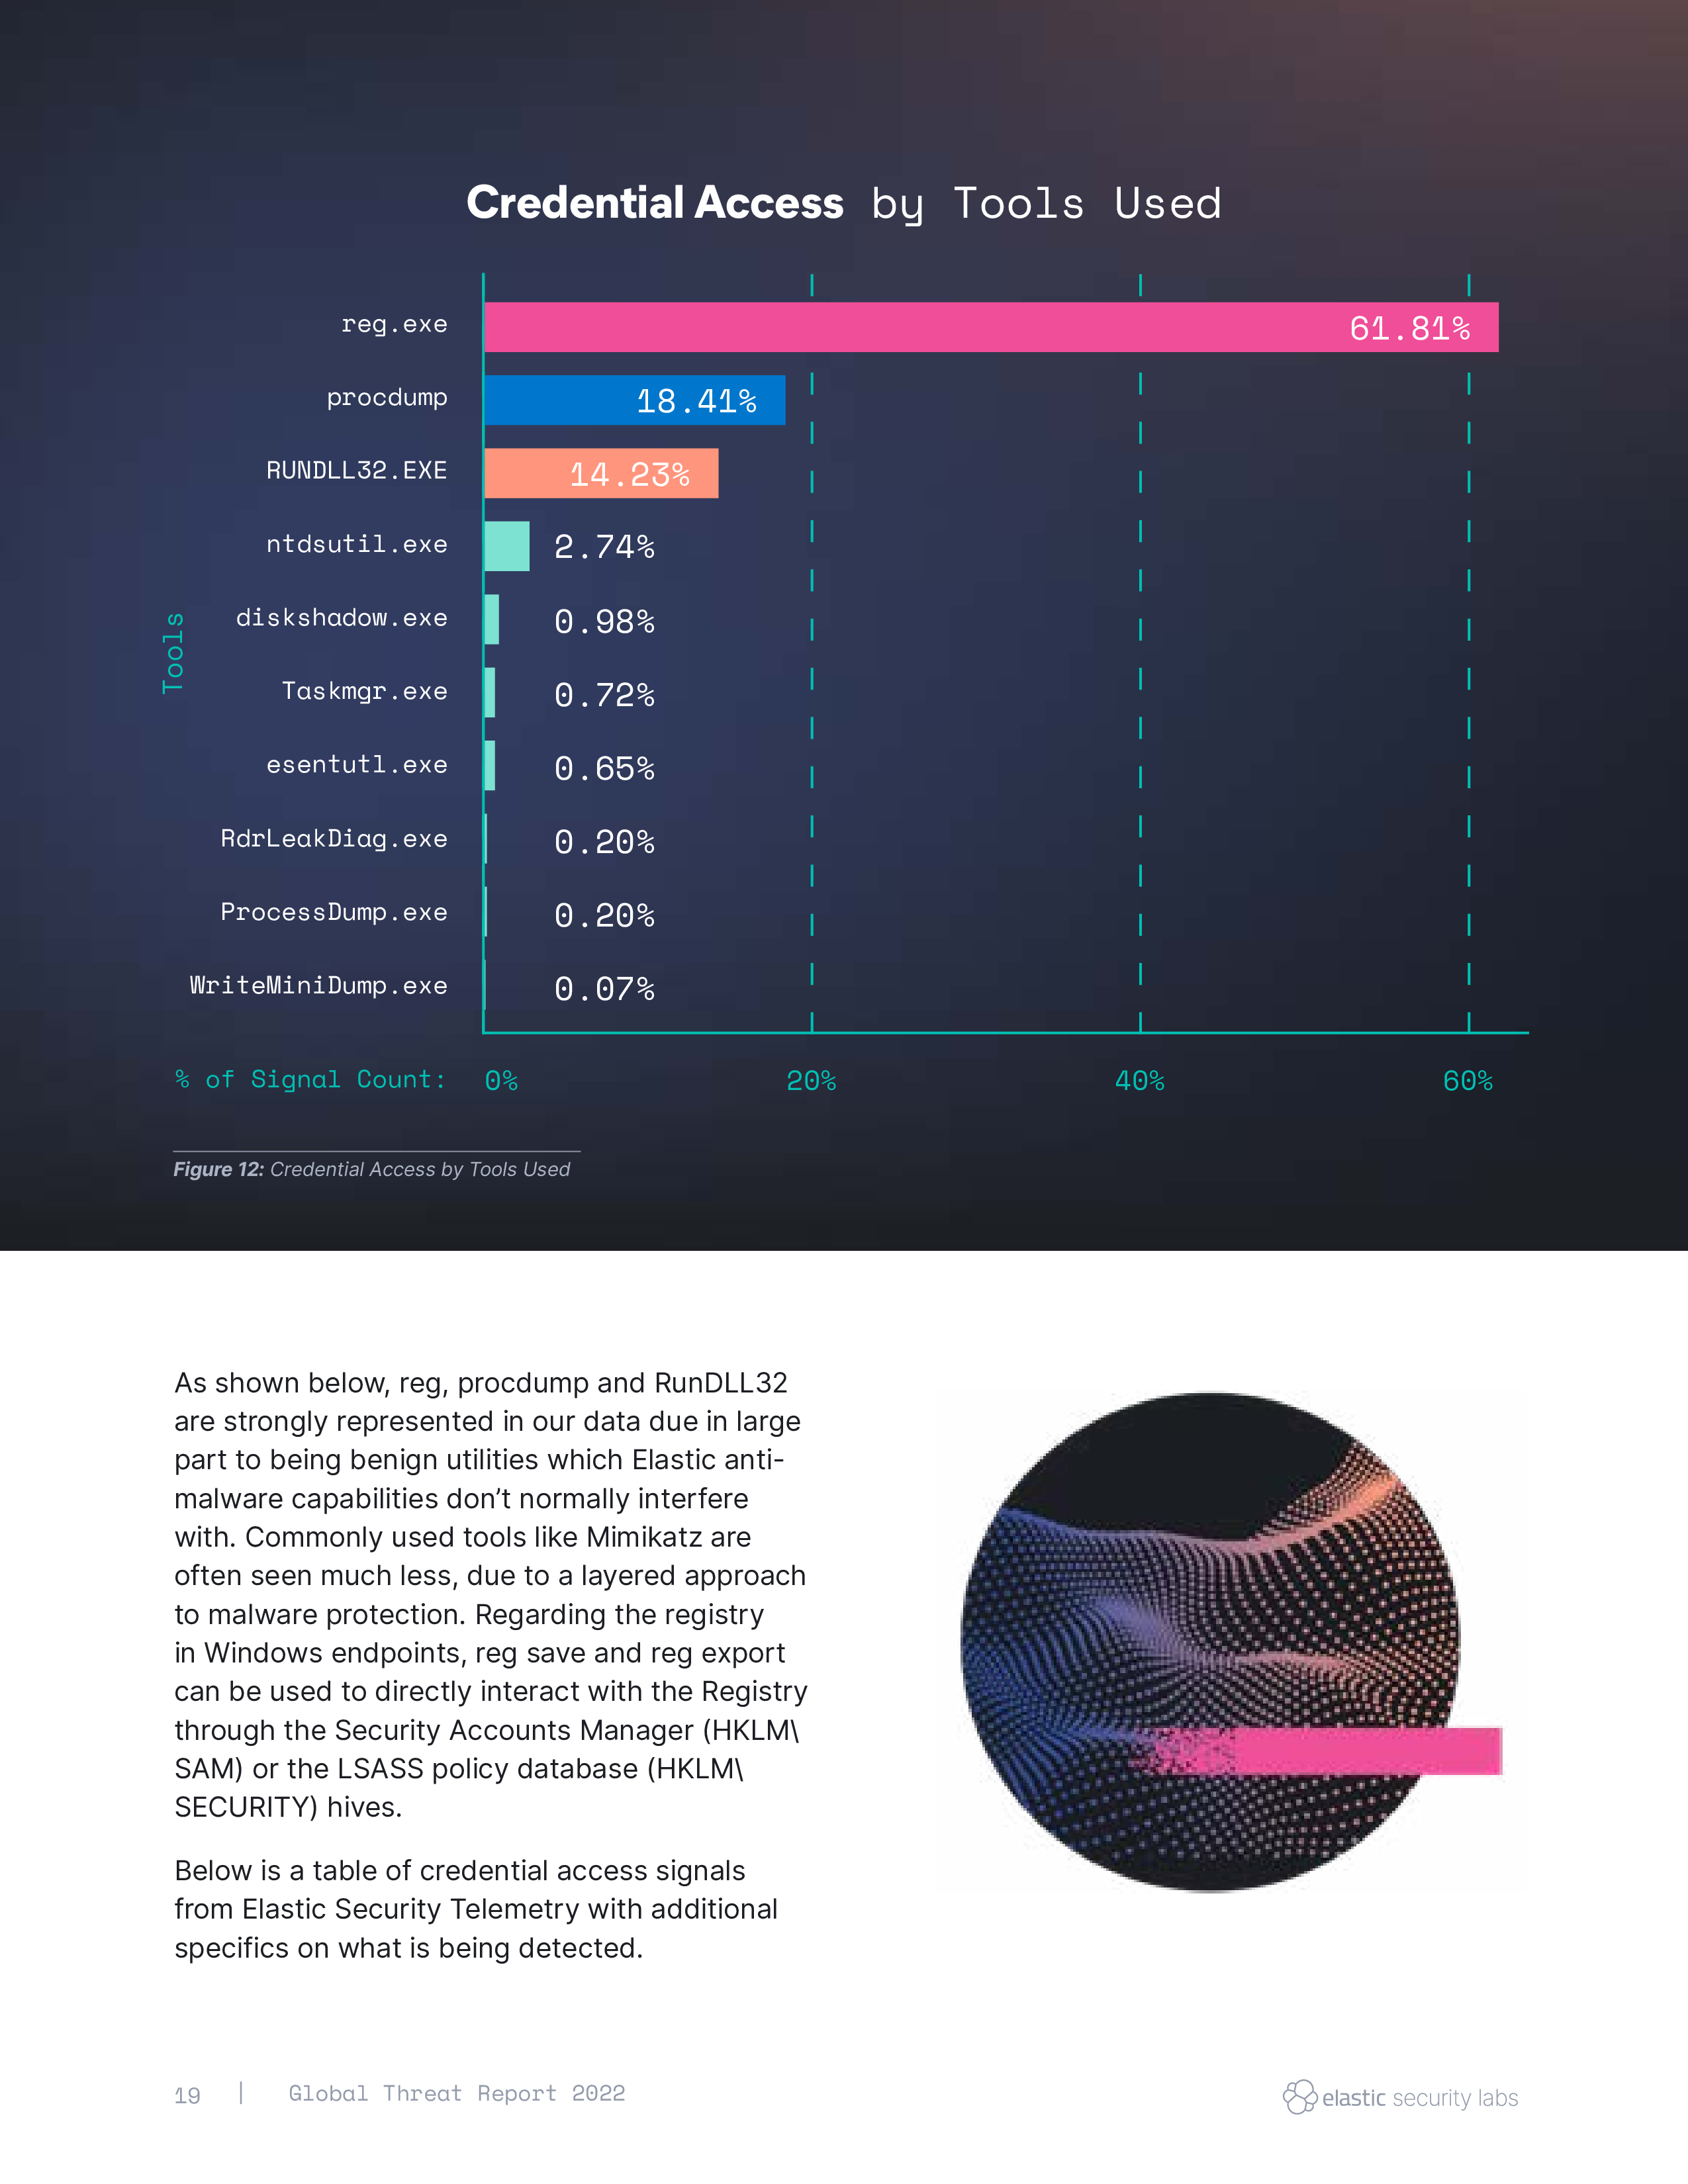 Credential Access by Tools Used
reg.exe 61.81%
procdump 18.41%
RUNDLL32.EXE 14.23%
ntdsutil.exe 2.74%
diskshadow.exe 0.98%
Tools
Taskmgr.exe 0.72%
esentutl.exe 0.65%
RdrLeakDiag.exe 0.20%
ProcessDump.exe 0.20%
WriteMiniDump.exe 0.07%
% of Signal Count: 0% 20% 40% 60%
Figure 12: Credential Access by Tools Used
As shown below, reg, procdump and RunDLL32
are strongly represented in our data due in large
part to being benign utilities which Elastic anti-
malware capabilities don’t normally interfere
with. Commonly used tools like Mimikatz are
often seen much less, due to a layered approach
to malware protection. Regarding the registry
in Windows endpoints, reg save and reg export
can be used to directly interact with the Registry
through the Security Accounts Manager (HKLM\
SAM) or the LSASS policy database (HKLM\
SECURITY) hives.
Below is a table of credential access signals
from Elastic Security Telemetry with additional
specifics on what is being detected.
19 | Global Threat Report 2022
elastic security labs